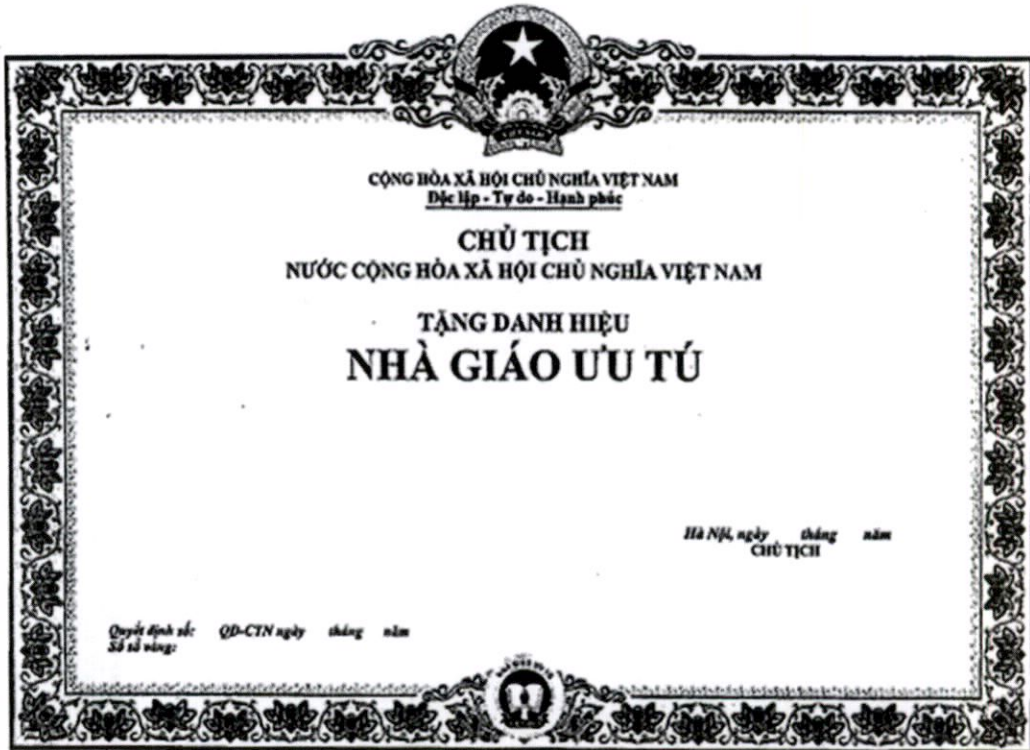 CỘNG HÒA XÃ HỘI CHỦ NGHĨA VIỆT NAM
Độc lập - Tự do - Hạnh phúc
CHỦ TỊCH
NƯỚC CỘNG HÒA XÃ HỘI CHỦ NGHĨA VIỆT NAM
TẶNG DANH HIỆU
NHÀ GIÁO ƯU TÚ
Hà Nội, ngày tháng năm
CHỦ TỊCH
Quyết định số: QĐ-CTN ngày tháng năm
Số sổ vàng: